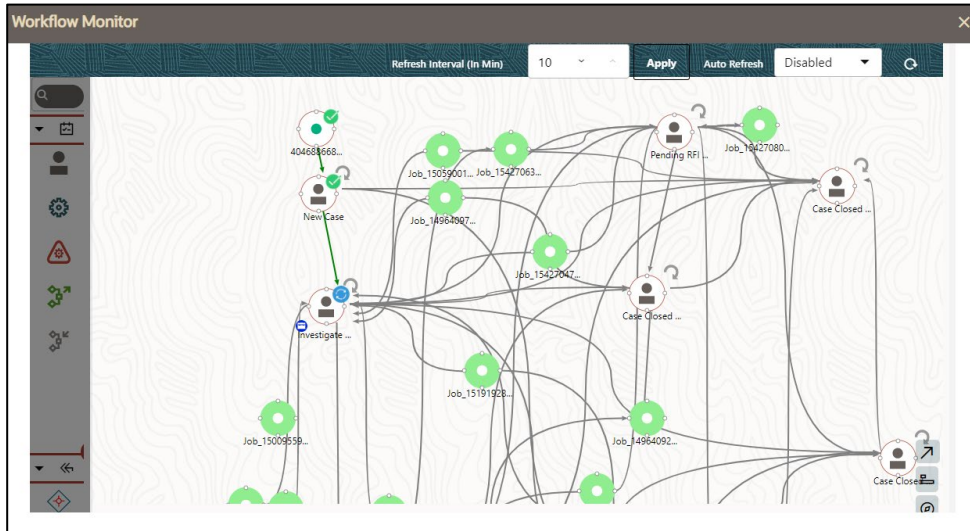 Workflow Monitor
Refresh Interval (In Min) 10 Apply Auto Refresh Disabled
404688668...
Job_15059001... Job_15427063... Pending RFI ... Job_15427080...
New Case Job_14964097... Case Closed ...
Job_15427047...
Investigate ... Case Closed ...
Job_15191928...
Job_15009559... Job_14964092...
Case Closed